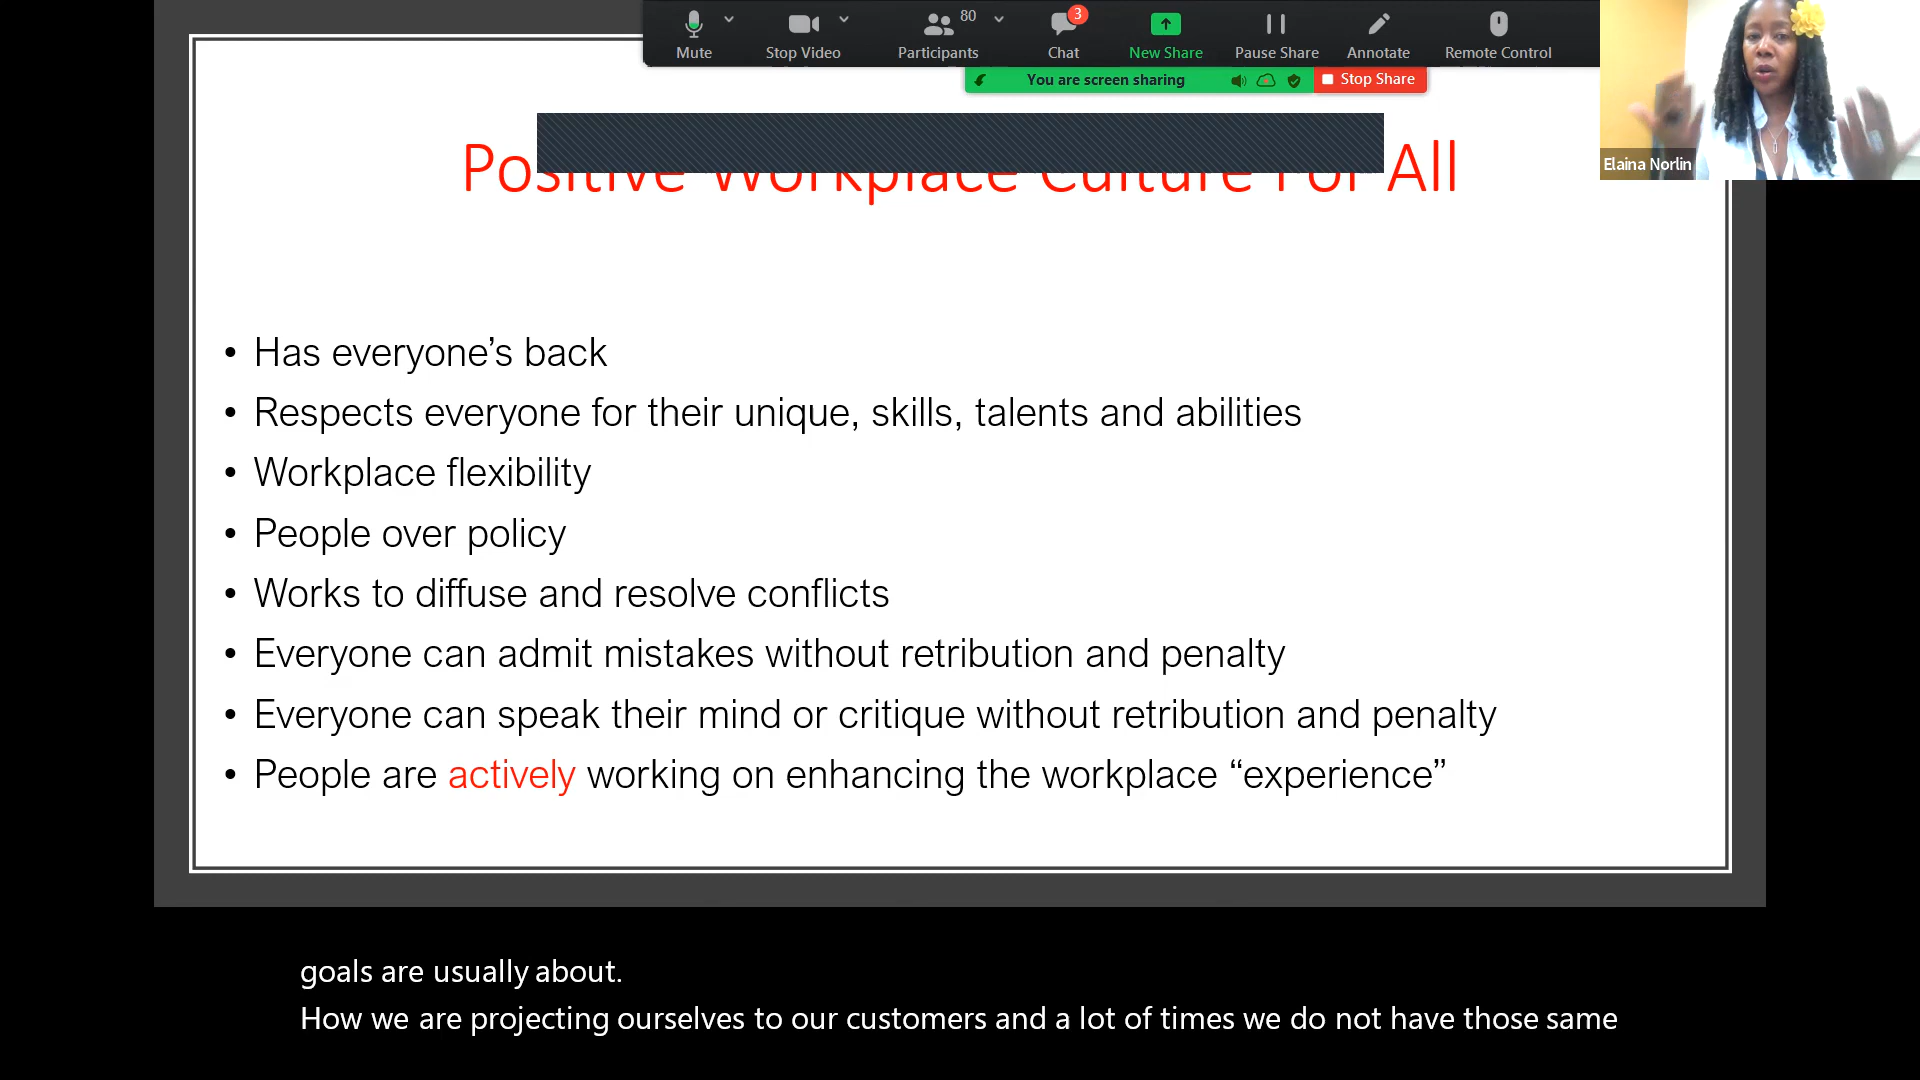 Mute
Stop Video
80
Participants
3
Chat
New Share
Pause Share
Annotate
Remote Control
You are screen sharing
Stop Share
Elaina Norlin
Positive Workplace Culture For All
• Has everyone’s back
• Respects everyone for their unique, skills, talents and abilities
• Workplace flexibility
• People over policy
• Works to diffuse and resolve conflicts
• Everyone can admit mistakes without retribution and penalty
• Everyone can speak their mind or critique without retribution and penalty
• People are actively working on enhancing the workplace “experience”
goals are usually about.
How we are projecting ourselves to our customers and a lot of times we do not have those same